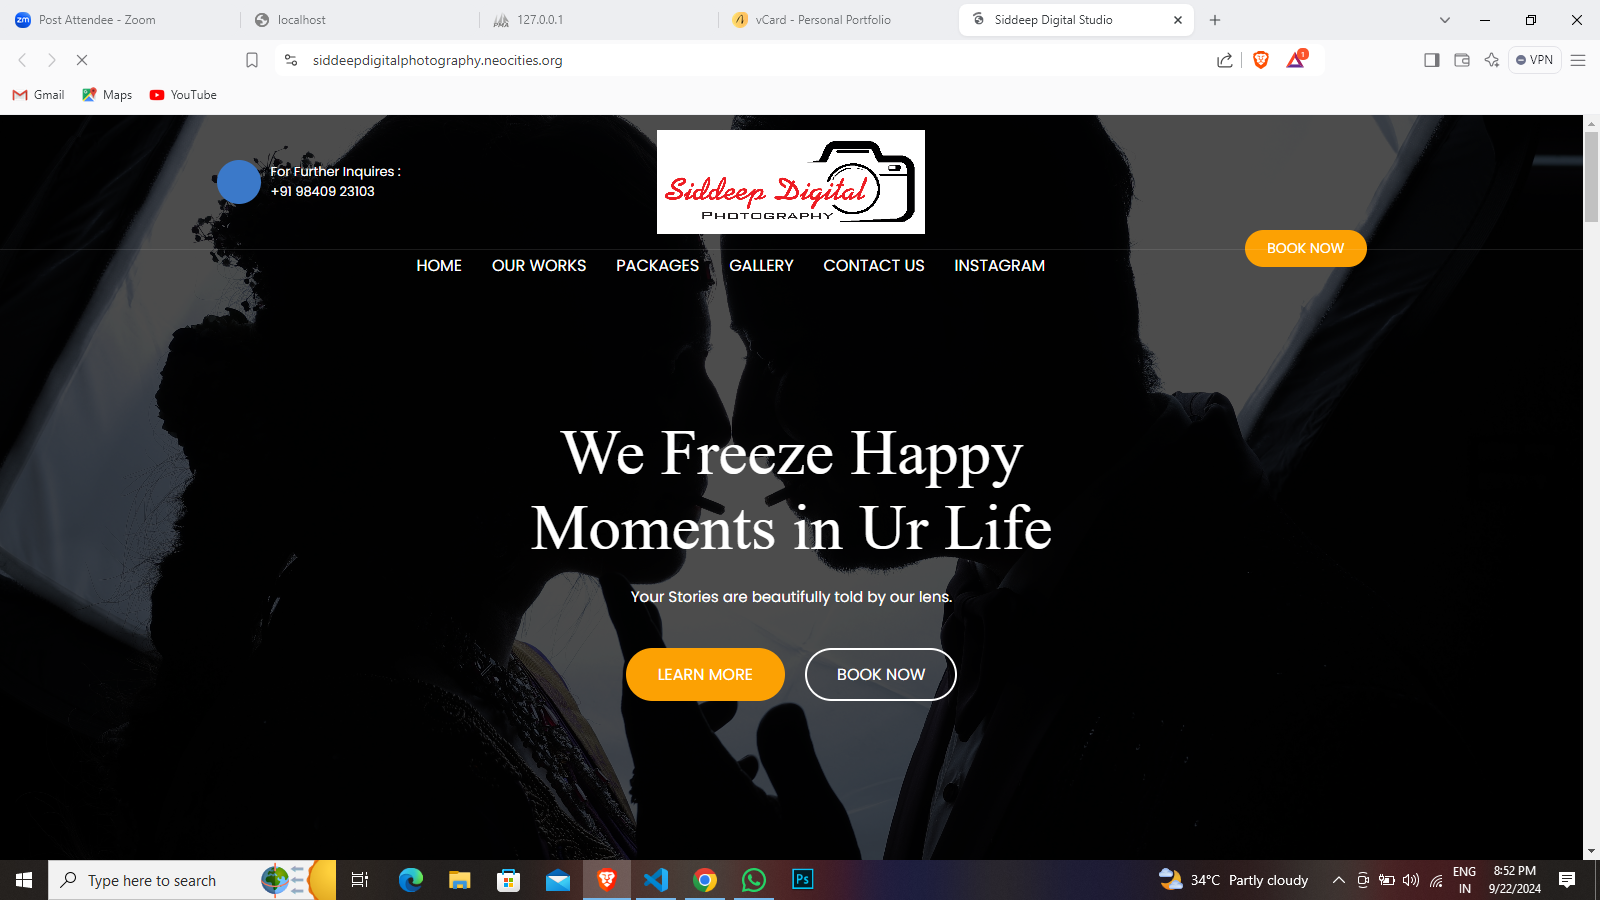 Post Attendee - Zoom
localhost
127.0.0.1
vCard - Personal Portfolio
Siddeep Digital Studio
siddeepdigitalphotography.neocities.org
1
VPN
Gmail
Maps
YouTube
For Further Inquires :
+91 98409 23103
Siddeep Digital
PHOTOGRAPHY
BOOK NOW
HOME
OUR WORKS
PACKAGES
GALLERY
CONTACT US
INSTAGRAM
We Freeze Happy
Moments in Ur Life
Your Stories are beautifully told by our lens.
LEARN MORE
BOOK NOW
Type here to search
Ps
34°C Partly cloudy
ENG
IN
8:52 PM
9/22/2024